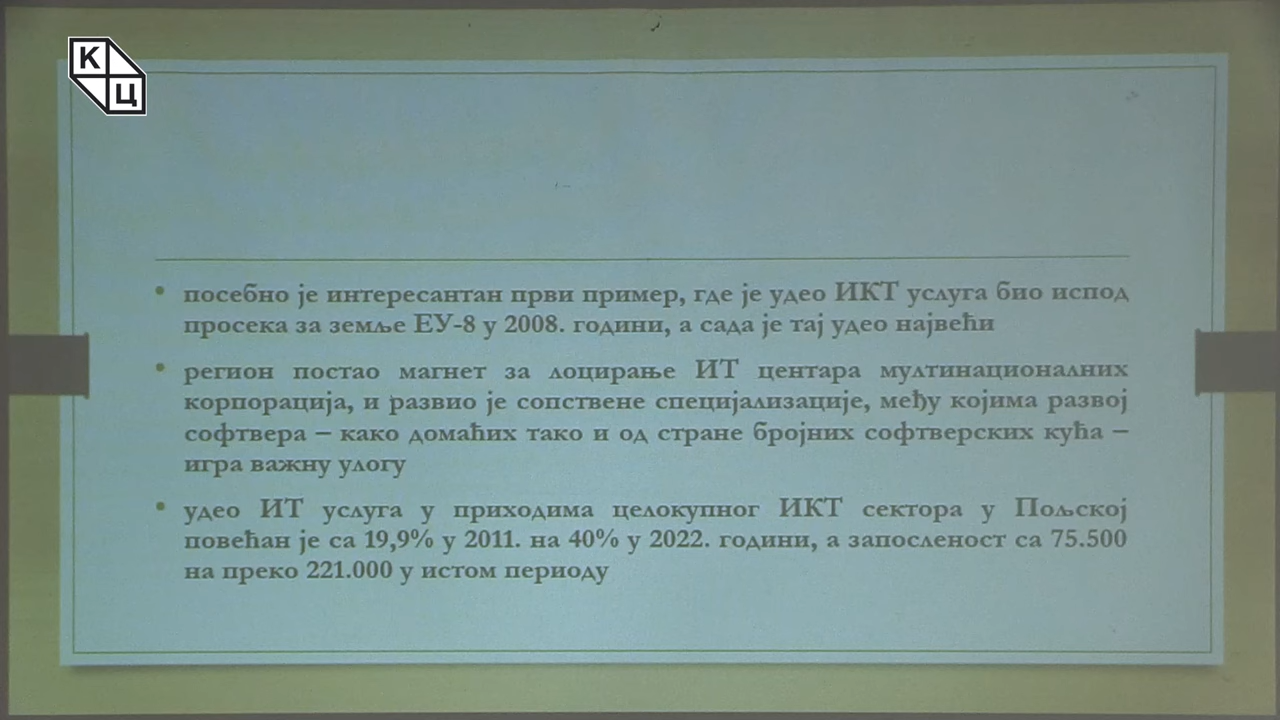 К
Ц
• посебно је интересантан први пример, где је удео ИКТ услуга био испод
просека за земље ЕУ-8 у 2008. години, а сада је тај удео највећи
• регион постао магнет за лоцирање ИТ центара мултинационалних
корпорација, и развио је сопствене специјализације, међу којима развој
софтвера – како домаћих тако и од стране бројних софтверских кућа –
игра важну улогу
• удео ИТ услуга у приходима целокупног ИКТ сектора у Пољској
повећан је са 19,9% у 2011. на 40% у 2022. години, а запосленост са 75.500
на преко 221.000 у истом периоду